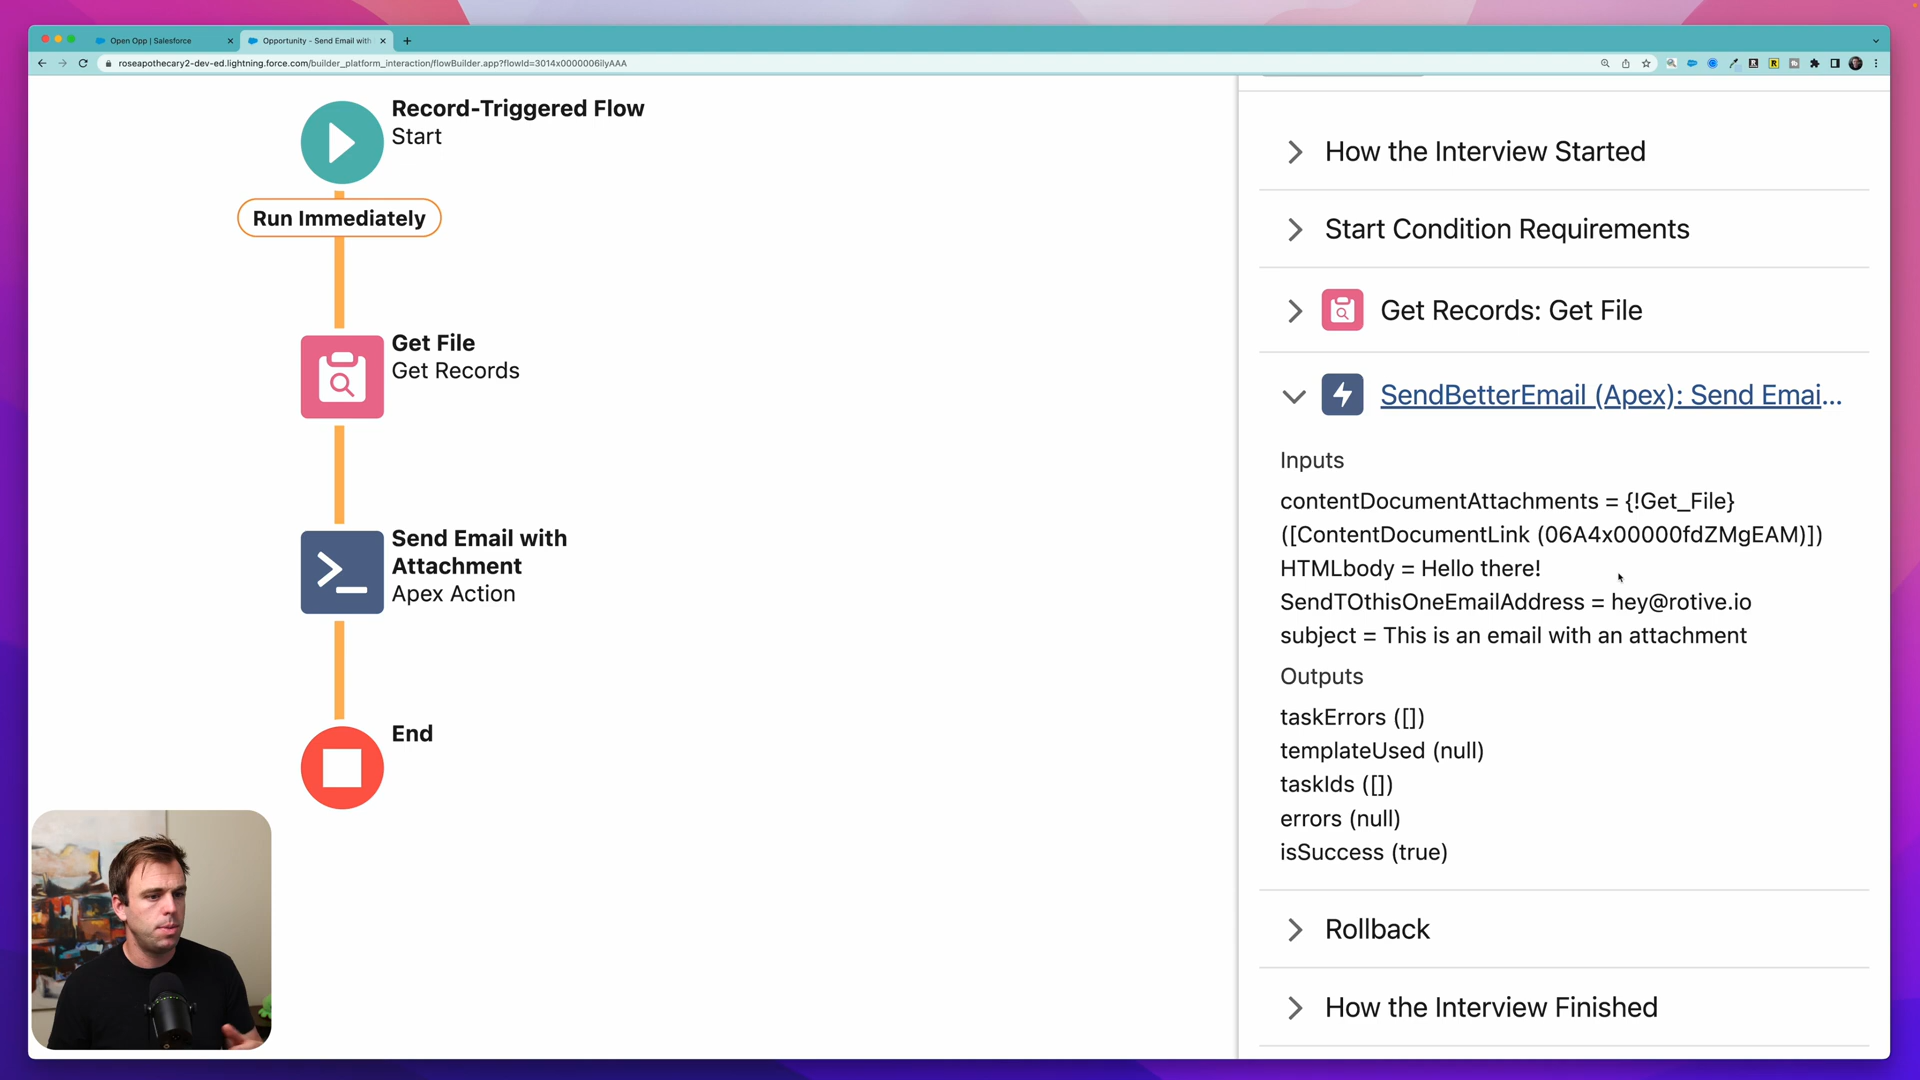 Open Opp | Salesforce
Opportunity - Send Email with
roseapothecary2-dev-ed.lightning.force.com/builder_platform_interaction/flowBuilder.app?flowId=3014x0000006ilyAAA
Record-Triggered Flow
Start
Run Immediately
Get File
Get Records
Send Email with
Attachment
Apex Action
End
How the Interview Started
Start Condition Requirements
Get Records: Get File
SendBetterEmail (Apex): Send Emai...
Inputs
contentDocumentAttachments = {!Get_File}
([ContentDocumentLink (06A4x00000fdZMgEAM)])
HTMLbody = Hello there!
SendTOthisOneEmailAddress = hey@rotive.io
subject = This is an email with an attachment
Outputs
taskErrors ([])
templateUsed (null)
taskIds ([])
errors (null)
isSuccess (true)
Rollback
How the Interview Finished